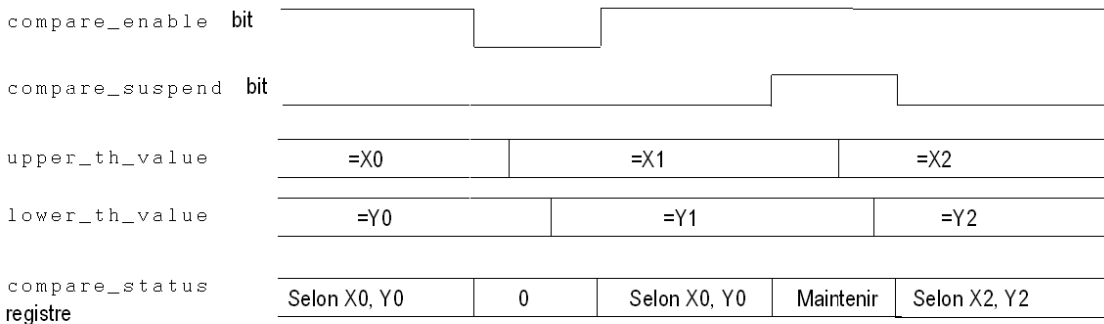 compare_enable bit
compare_suspend bit
upper_th_value =X0 =X1 =X2
lower_th_value =Y0 =Y1 =Y2
compare_status Selon X0, Y0 0 Selon X0, Y0 Maintenir Selon X2, Y2
registre